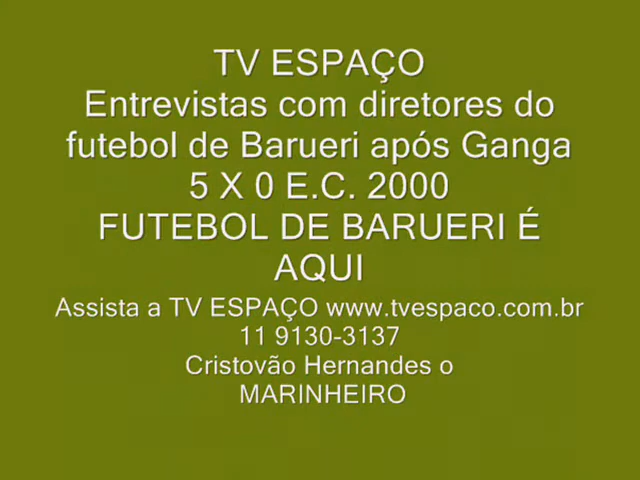 TV ESPAÇO
Entrevistas com diretores do
futebol de Barueri após Ganga
5 X 0 E.C. 2000
FUTEBOL DE BARUERI É
AQUI
Assista a TV ESPAÇO www.tvespaco.com.br
11 9130-3137
Cristovão Hernandes o
MARINHEIRO